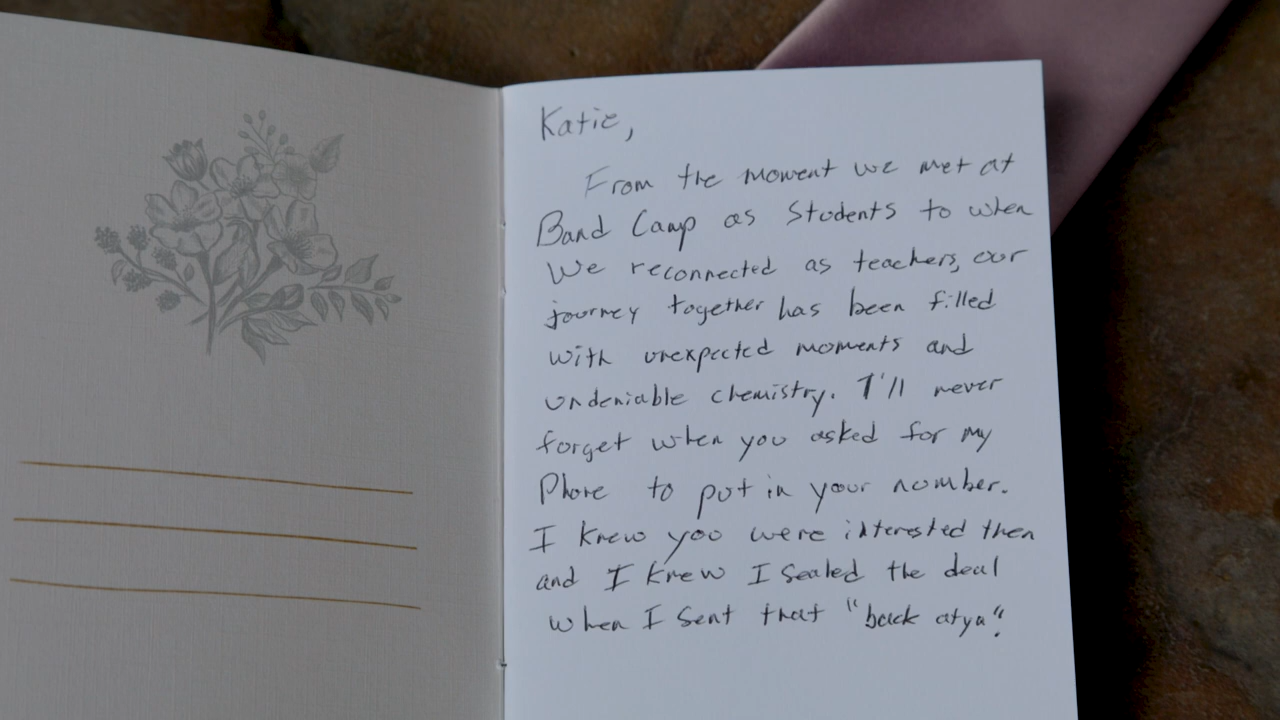 Katie,
From the moment we met at
Band Camp as Students to when
We reconnected as teachers, our
journey together has been filled
with unexpected moments and
undeniable chemistry. I'll never
forget when you asked for my
Phone to put in your number.
I knew you were interested then
and I knew I sealed the deal
when I sent that "back atya".